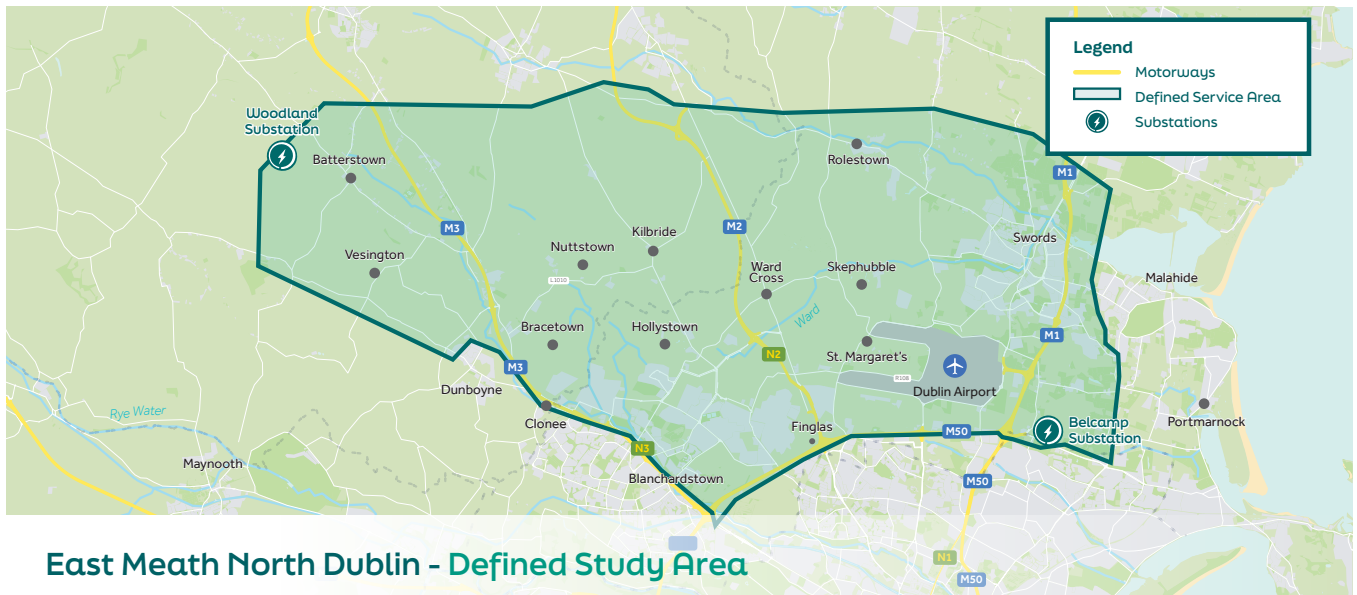 Legend
Motorways
Defined Service Area
Substations
Woodland
Substation
Batterstown
Rolestown
M1
M3
M2
Kilbride
Swords
Nuttstown
Vesington
Ward
Cross
Skephubble
Malahide
L1010
Ward
Bracetown
Hollystown
M1
N2
St. Margaret's
M3
R108
Dublin Airport
Dunboyne
Rye Water
Clonee
Finglas
M50
Belcamp
Substation
Portmarnock
N3
Maynooth
Blanchardstown
M50
East Meath North Dublin - Defined Study Area
N1
M50